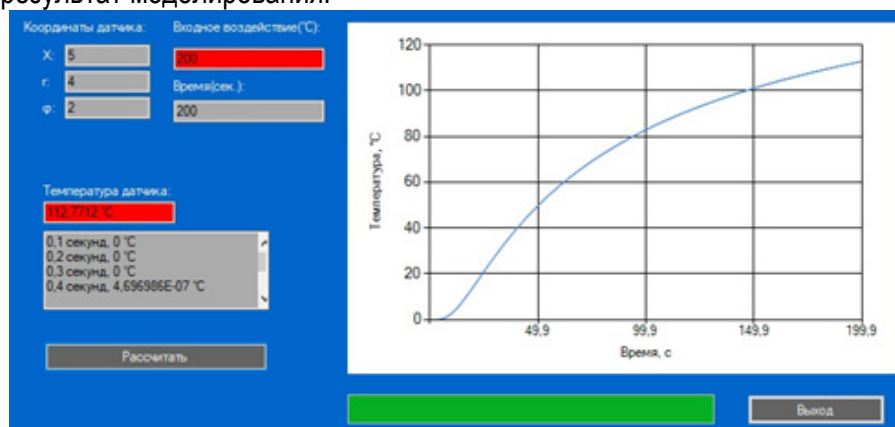 результат моделирования.
Координаты датчика:
X: 5
r: 4
φ: 2
Входное воздействие(°C):
200
Время(сек.):
200
Температура датчика:
112,7712 °C
0,1 секунд, 0 °C
0,2 секунд, 0 °C
0,3 секунд, 0 °C
0,4 секунд, 4,696986E-07 °C
Рассчитать
Температура, °C
120
100
80
60
40
20
0
49,9
99,9
149,9
199,9
Время, с
Выход